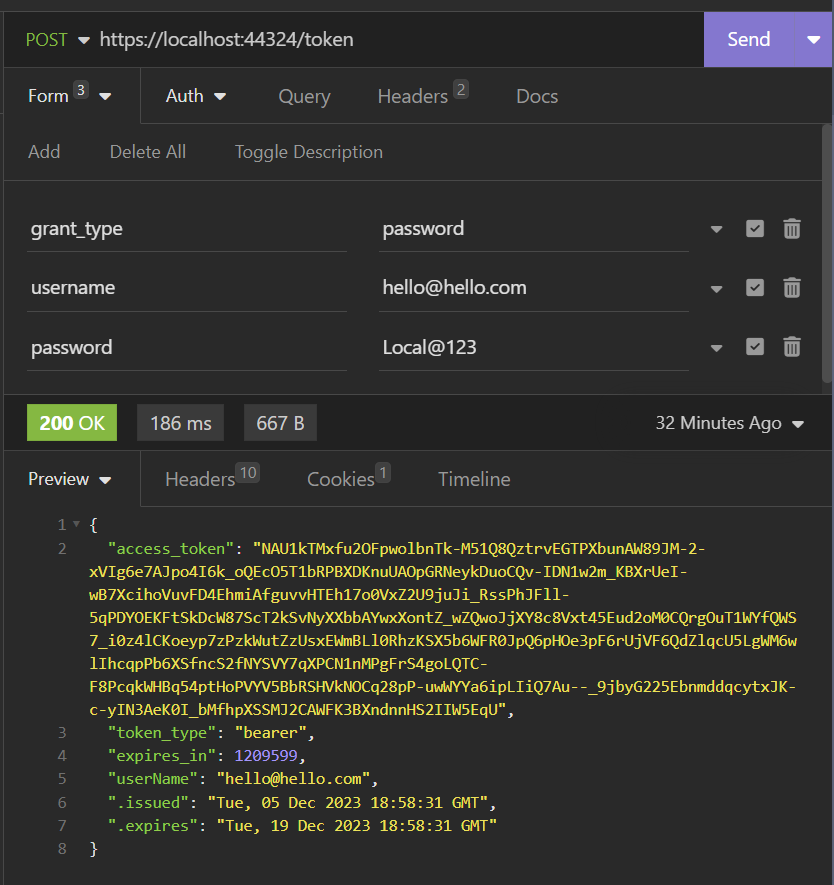 POST https://localhost:44324/token Send
Form 3 Auth Query Headers 2 Docs
Add Delete All Toggle Description
grant_type password
username hello@hello.com
password Local@123
200 OK 186 ms 667 B 32 Minutes Ago
Preview Headers 10 Cookies 1 Timeline
1 {
2 "access_token": "NAU1kTMxfu2OFpwolbnTk-M51Q8QztrvEGTPXbunAW89JM-2-
xVIg6e7AJpo4I6k_oQEcO5T1bRPBXDKnuUAOpGRNeykDuoCQv-IDN1w2m_KBXrUeI-
wB7XcihoVuvFD4EhmiAfguvvHTEh17o0VxZ2U9juJi_RssPhJFll-
5qPDYOEKFtSkDcW87ScT2kSvNyXXbbAYwxXontZ_wZQwoJjXY8c8Vxt45Eud2oM0CQrgOuT1WYfQWS
7_i0z4lCKoeyp7zPzkWutZzUsxEWmBLl0RhzKSX5b6WFR0JpQ6pHOe3pF6rUjVF6QdZlqcU5LgWM6w
lIhcqpPb6XSfncS2fNYSVY7qXPCN1nMPgFrS4goLQTC-
F8PcqkWHBq54ptHoPVYV5BbRSHVkNOCq28pP-uwWYYa6ipLIiQ7Au--_9jbyG225EbnmddqcytxJK-
c-yIN3AeK0I_bMfhpXSSMJ2CAWFK3BXndnnHS2IIW5EqU",
3 "token_type": "bearer",
4 "expires_in": 1209599,
5 "userName": "hello@hello.com",
6 ".issued": "Tue, 05 Dec 2023 18:58:31 GMT",
7 ".expires": "Tue, 19 Dec 2023 18:58:31 GMT"
8 }